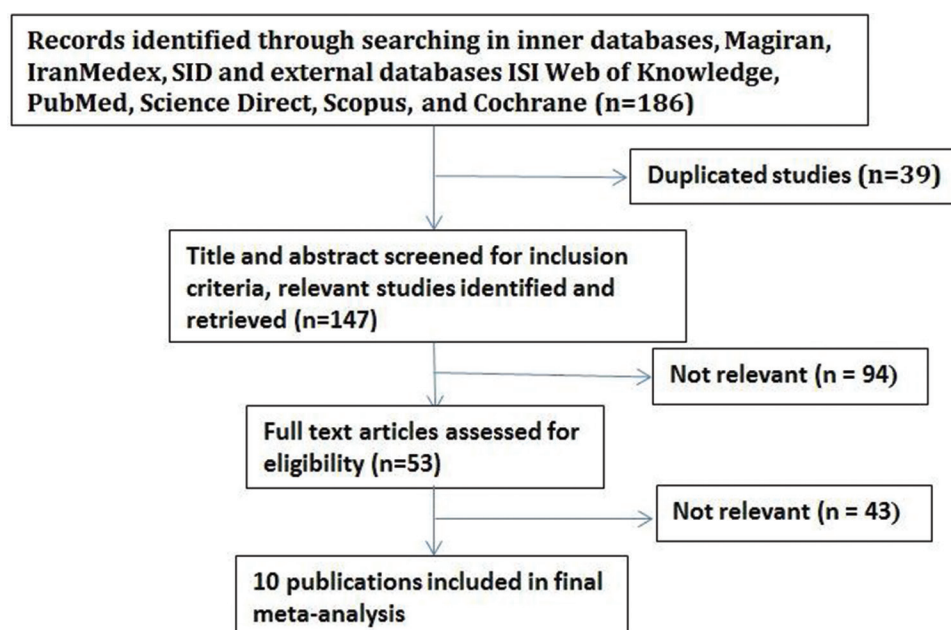 Records identified through searching in inner databases, Magiran,
IranMedex, SID and external databases ISI Web of Knowledge,
PubMed, Science Direct, Scopus, and Cochrane (n=186)
Duplicated studies (n=39)
Title and abstract screened for inclusion
criteria, relevant studies identified and
retrieved (n=147)
Not relevant (n = 94)
Full text articles assessed for
eligibility (n=53)
Not relevant (n = 43)
10 publications included in final
meta-analysis